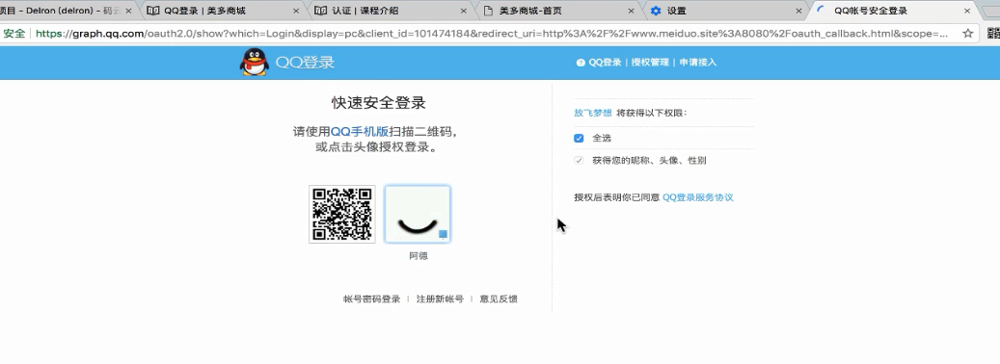 项目 - Delron (delron) - 码云
QQ登录 | 美多商城
认证 | 课程介绍
美多商城-首页
设置
QQ帐号安全登录
安全 https://graph.qq.com/oauth2.0/show?which=Login&display=pc&client_id=101474184&redirect_uri=http%3A%2F%2Fwww.meiduo.site%3A8080%2Foauth_callback.html&scope=...
QQ登录
QQ登录 | 授权管理 | 申请接入
快速安全登录
请使用QQ手机版扫描二维码，
或点击头像授权登录。
阿德
帐号密码登录 | 注册新帐号 | 意见反馈
放飞梦想 将获得以下权限：
全选
获得您的昵称、头像、性别
授权后表明你已同意 QQ登录服务协议